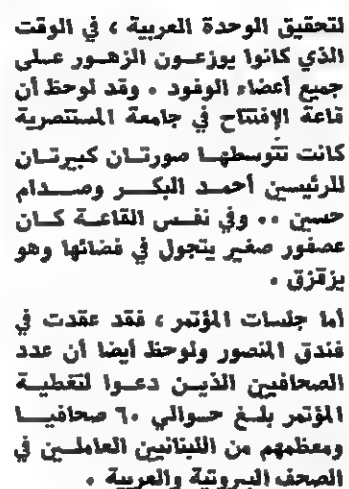 لتحقيق الوحدة العربية ، في الوقت
الذي كانوا يوزعون الزهور على
جميع أعضاء الوفود . وقد لوحظ أن
قاعة الإفتتاح في جامعة المستنصرية
كانت تتوسطها صورتان كبيرتان
للرئيسين أحمد البكر وصدام
حسين .. وفي نفس القاعة كان
عصفور صغير يتجول في فضائها وهو
يزقزق .
أما جلسات المؤتمر ، فقد عقدت في
فندق المنصور ولوحظ أيضا أن عدد
الصحافيين الذين دعوا لتغطية
المؤتمر بلغ حوالي ٦٠ صحافيا
ومعظمهم من اللبنانيين العاملين في
الصحف البيروتية والعربية .